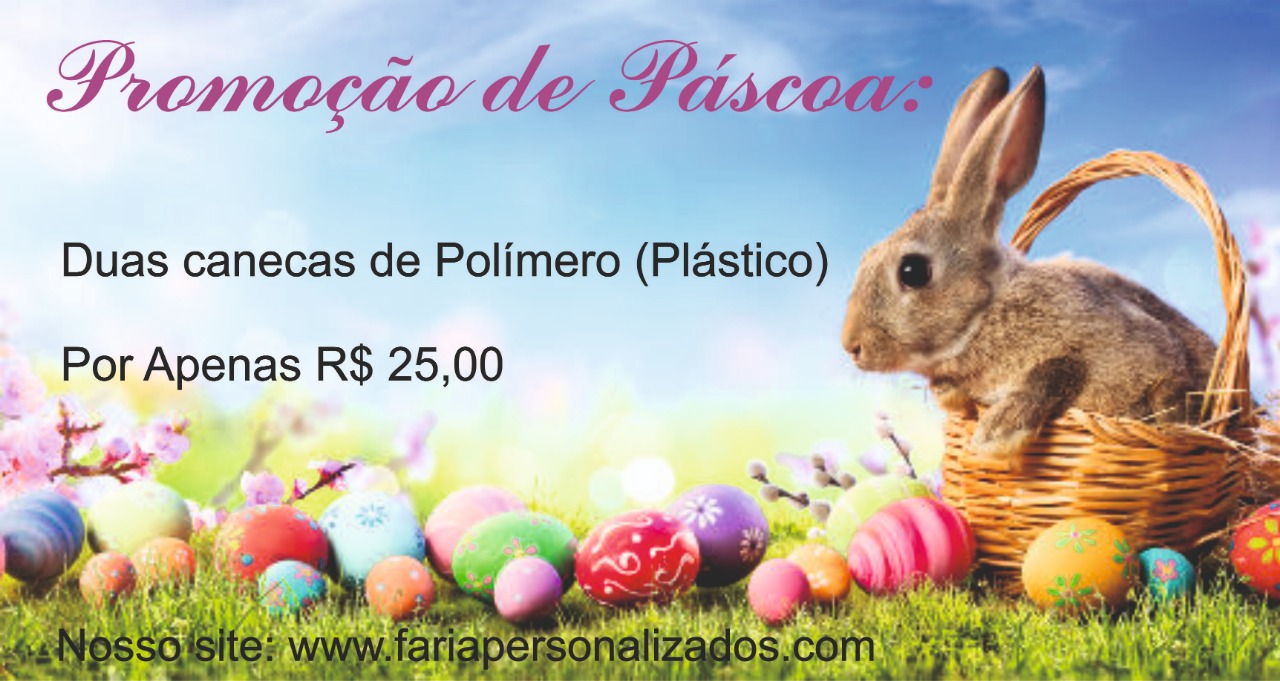 Promoção de Páscoa:
Duas canecas de Polímero (Plástico)
Por Apenas R$ 25,00
Nosso site: www.fariapersonalizados.com